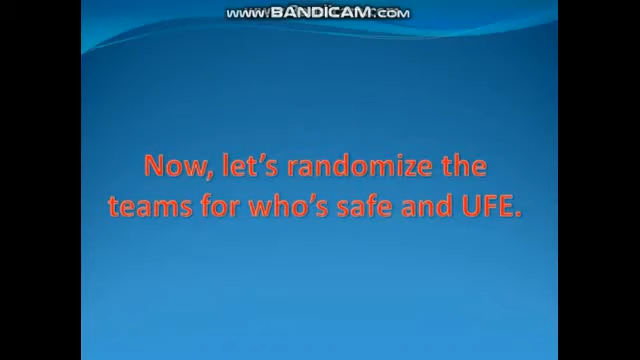 www.BANDICAM.com
Now, let's randomize the
teams for who's safe and UFE.